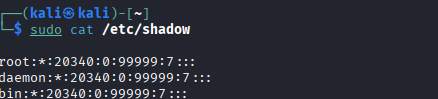 ┌──(kali㉿kali)-[~]
└─$ sudo cat /etc/shadow
root:*:20340:0:99999:7:::
daemon:*:20340:0:99999:7:::
bin:*:20340:0:99999:7:::